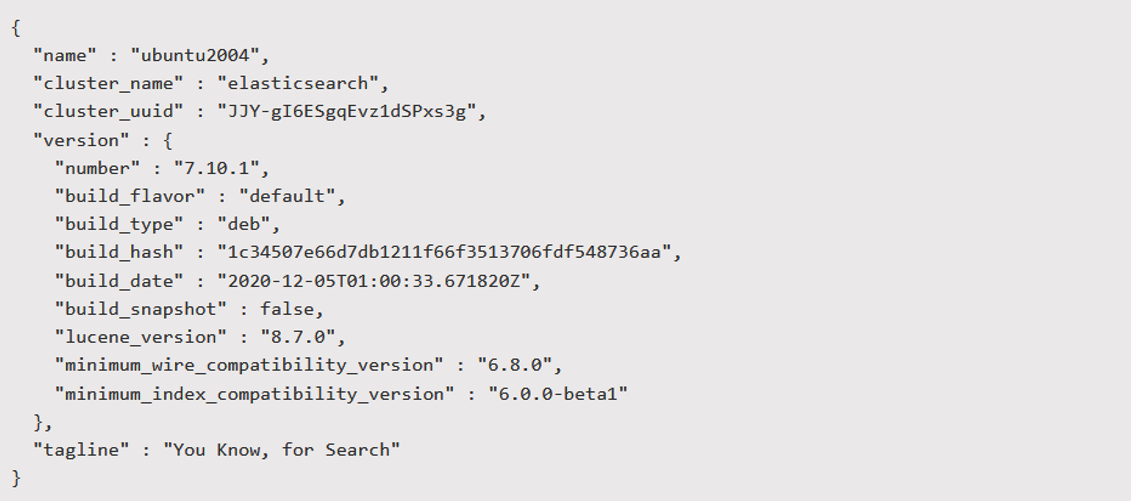 {
  "name" : "ubuntu2004",
  "cluster_name" : "elasticsearch",
  "cluster_uuid" : "JJY-gI6ESgqEvz1dSPxs3g",
  "version" : {
    "number" : "7.10.1",
    "build_flavor" : "default",
    "build_type" : "deb",
    "build_hash" : "1c34507e66d7db1211f66f3513706fdf548736aa",
    "build_date" : "2020-12-05T01:00:33.671820Z",
    "build_snapshot" : false,
    "lucene_version" : "8.7.0",
    "minimum_wire_compatibility_version" : "6.8.0",
    "minimum_index_compatibility_version" : "6.0.0-beta1"
  },
  "tagline" : "You Know, for Search"
}